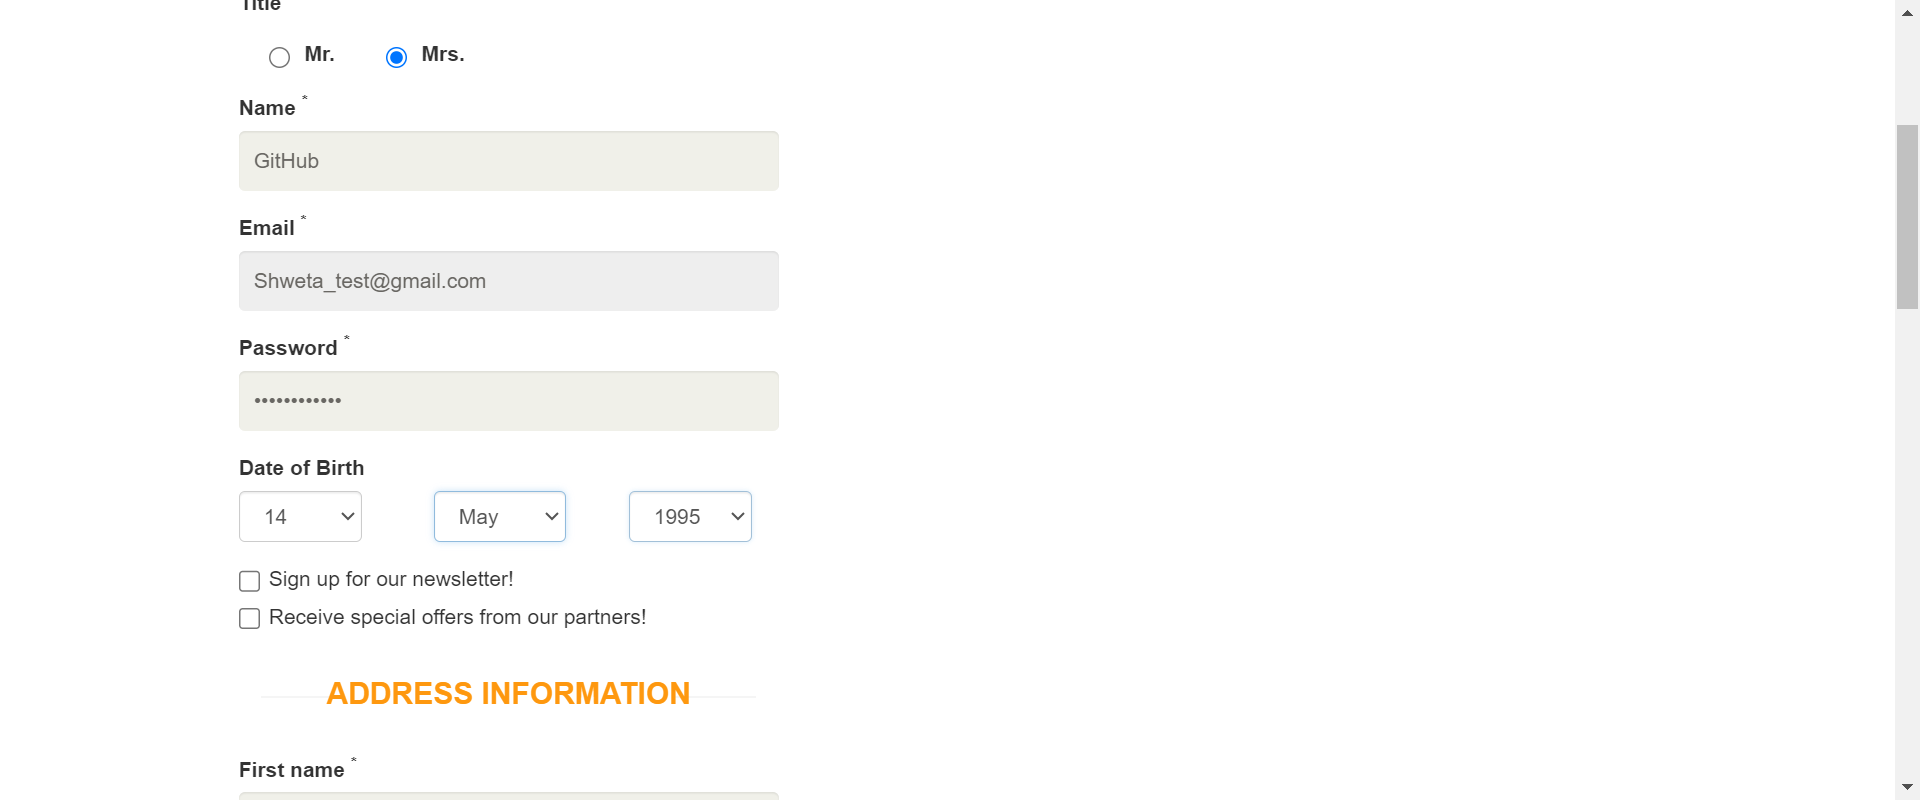 Title
Mr. Mrs.
Name *
GitHub
Email *
Shweta_test@gmail.com
Password *
••••••••••••
Date of Birth
14 May 1995
Sign up for our newsletter!
Receive special offers from our partners!
ADDRESS INFORMATION
First name *